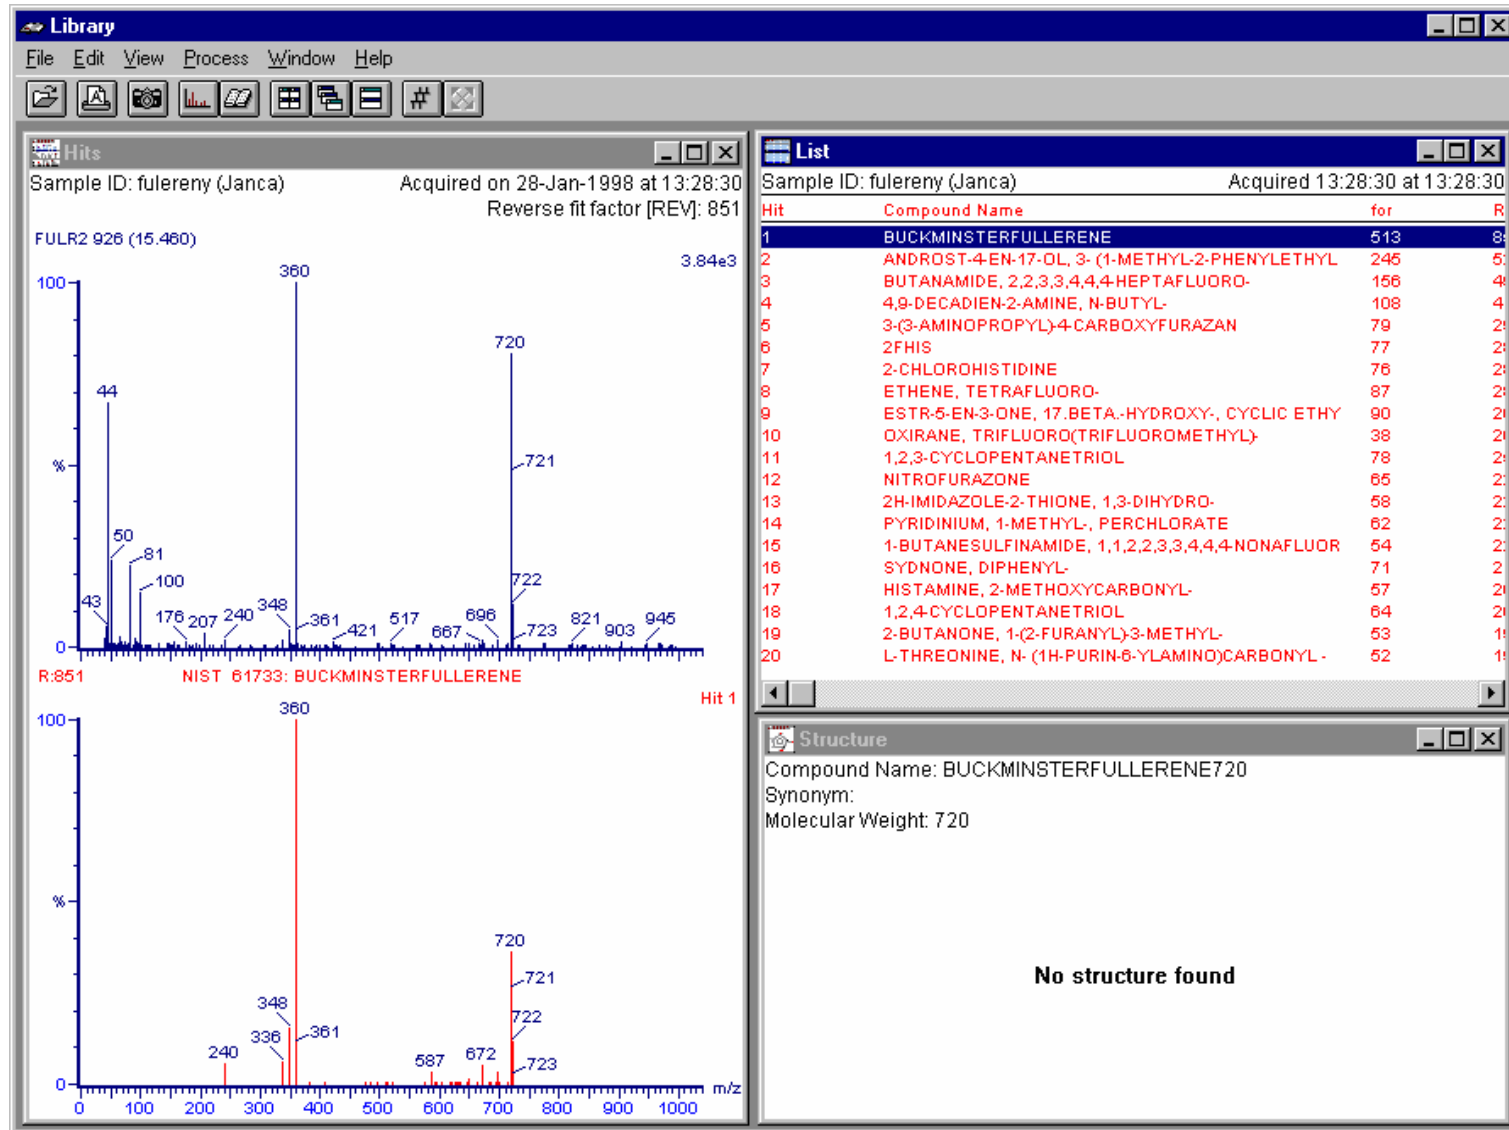 Library
File Edit View Process Window Help
Hits
Sample ID: fulereny (Janca) Acquired on 28-Jan-1998 at 13:28:30
Reverse fit factor [REV]: 851
FULR2 926 (15.460)
3.84e3
100
%
0
360
720
44
721
50
81
100
722
43
176
207
240
348
361
421
517
667
696
723
821
903
945
R:851 NIST 61733: BUCKMINSTERFULLERENE
Hit 1
100
%
0
360
720
721
348
722
336
361
240
587
672
723
m/z
0 100 200 300 400 500 600 700 800 900 1000
List
Sample ID: fulereny (Janca) Acquired 13:28:30 at 13:28:30
Hit Compound Name for R
1 BUCKMINSTERFULLERENE 513
2 ANDROST-4-EN-17-OL, 3- (1-METHYL-2-PHENYLETHYL 245
3 BUTANAMIDE, 2,2,3,3,4,4,4-HEPTAFLUORO- 156
4 4,9-DECADIEN-2-AMINE, N-BUTYL- 108
5 3-(3-AMINOPROPYL)-4-CARBOXYFURAZAN 79
6 2FHIS 77
7 2-CHLOROHISTIDINE 76
8 ETHENE, TETRAFLUORO- 87
9 ESTR-5-EN-3-ONE, 17.BETA.-HYDROXY-, CYCLIC ETHY 90
10 OXIRANE, TRIFLUORO(TRIFLUOROMETHYL)- 38
11 1,2,3-CYCLOPENTANETRIOL 78
12 NITROFURAZONE 65
13 2H-IMIDAZOLE-2-THIONE, 1,3-DIHYDRO- 58
14 PYRIDINIUM, 1-METHYL-, PERCHLORATE 62
15 1-BUTANESULFINAMIDE, 1,1,2,2,3,3,4,4,4-NONAFLUOR 54
16 SYDNONE, DIPHENYL- 71
17 HISTAMINE, 2-METHOXYCARBONYL- 57
18 1,2,4-CYCLOPENTANETRIOL 64
19 2-BUTANONE, 1-(2-FURANYL)-3-METHYL- 53
20 L-THREONINE, N- (1H-PURIN-6-YLAMINO)CARBONYL - 52
Structure
Compound Name: BUCKMINSTERFULLERENE720
Synonym:
Molecular Weight: 720
No structure found